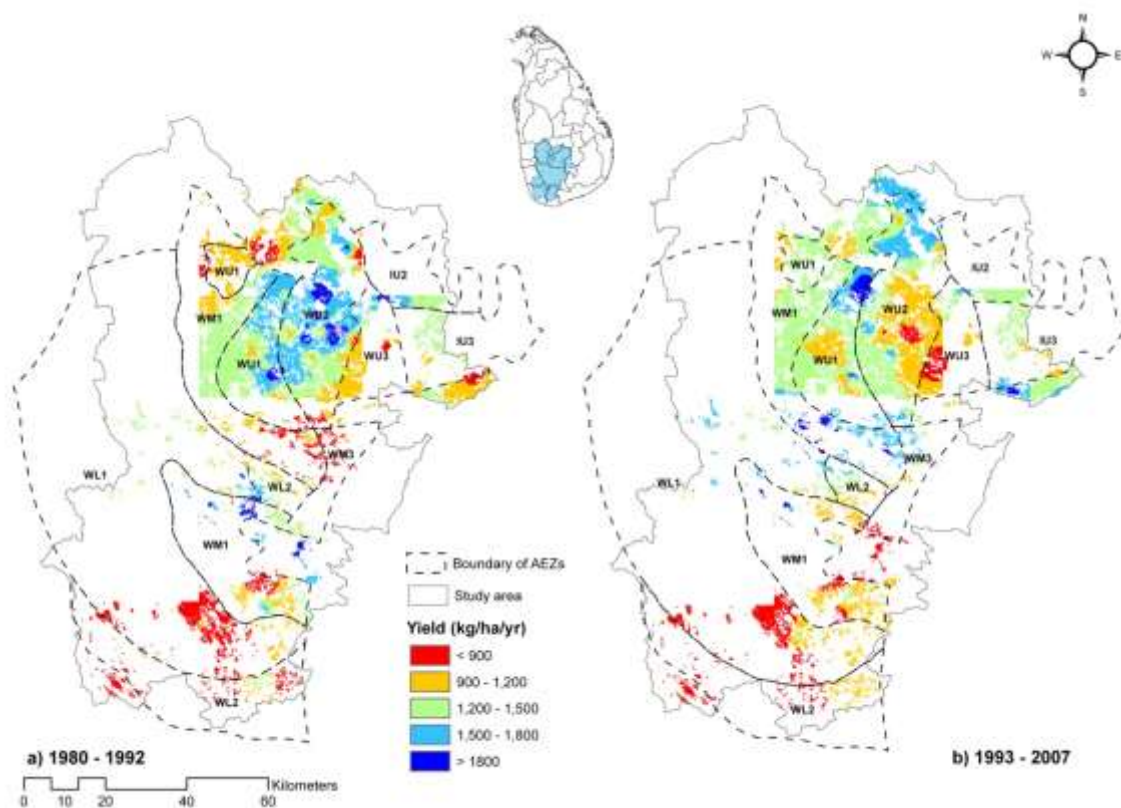 N
W E
S
WU1
IU2
WM1
WU2
WU1
WU3
IU3
WM3
WL1
WL2
WM1
WL2
WU1
IU2
WM1
WU2
WU1
WU3
IU3
WM3
WL1
WL2
WM1
WL2
Boundary of AEZs
Study area
Yield (kg/ha/yr)
< 900
900 - 1,200
1,200 - 1,500
1,500 - 1,800
> 1800
a) 1980 - 1992
b) 1993 - 2007
Kilometers
0 10 20 40 60